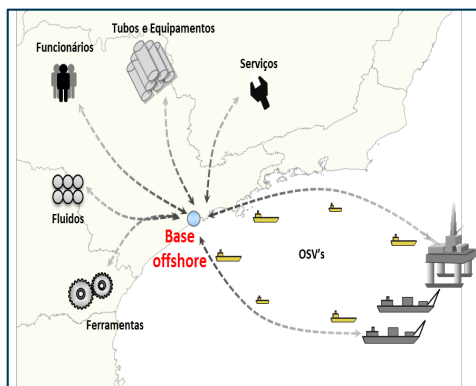 Tubos e Equipamentos
Funcionários
Serviços
Fluidos
Base
offshore
OSV's
Ferramentas